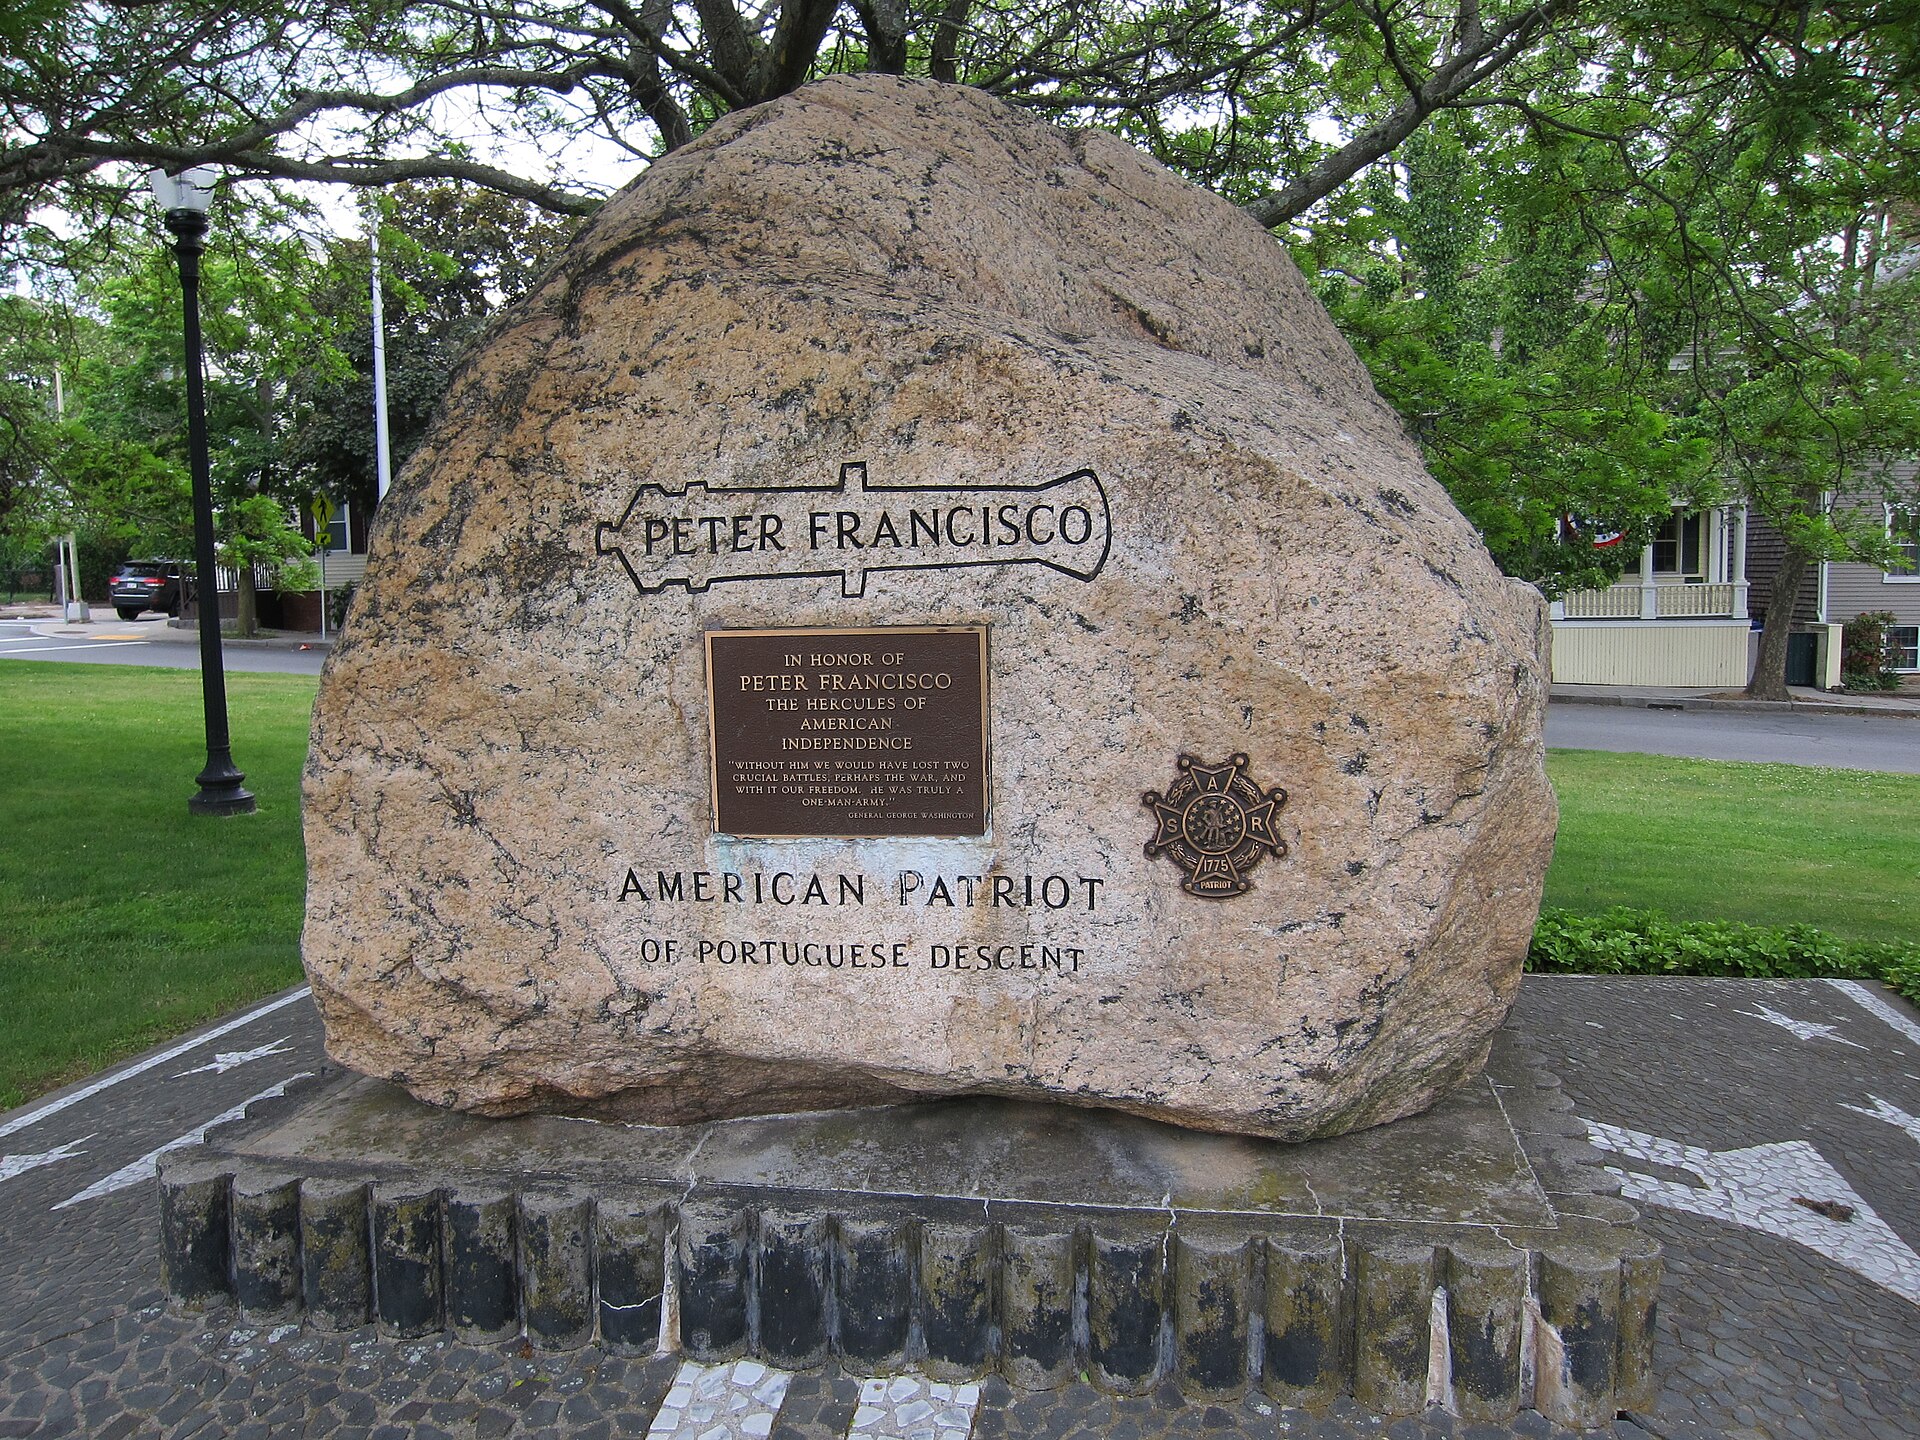 PETER FRANCISCO
IN HONOR OF
PETER FRANCISCO
THE HERCULES OF
AMERICAN
INDEPENDENCE
"WITHOUT HIM WE WOULD HAVE LOST TWO
CRUCIAL BATTLES, PERHAPS THE WAR, AND
WITH IT OUR FREEDOM. HE WAS TRULY A
ONE-MAN-ARMY."
GENERAL GEORGE WASHINGTON
S A R
1775
PATRIOT
AMERICAN PATRIOT
OF PORTUGUESE DESCENT